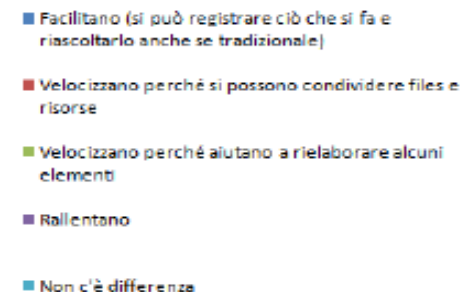 Facilitano (si può registrare ciò che si fa e
riascoltarlo anche se tradizionale)
Velocizzano perché si possono condividere files e
risorse
Velocizzano perché aiutano a rielaborare alcuni
elementi
Rallentano
Non c'è differenza